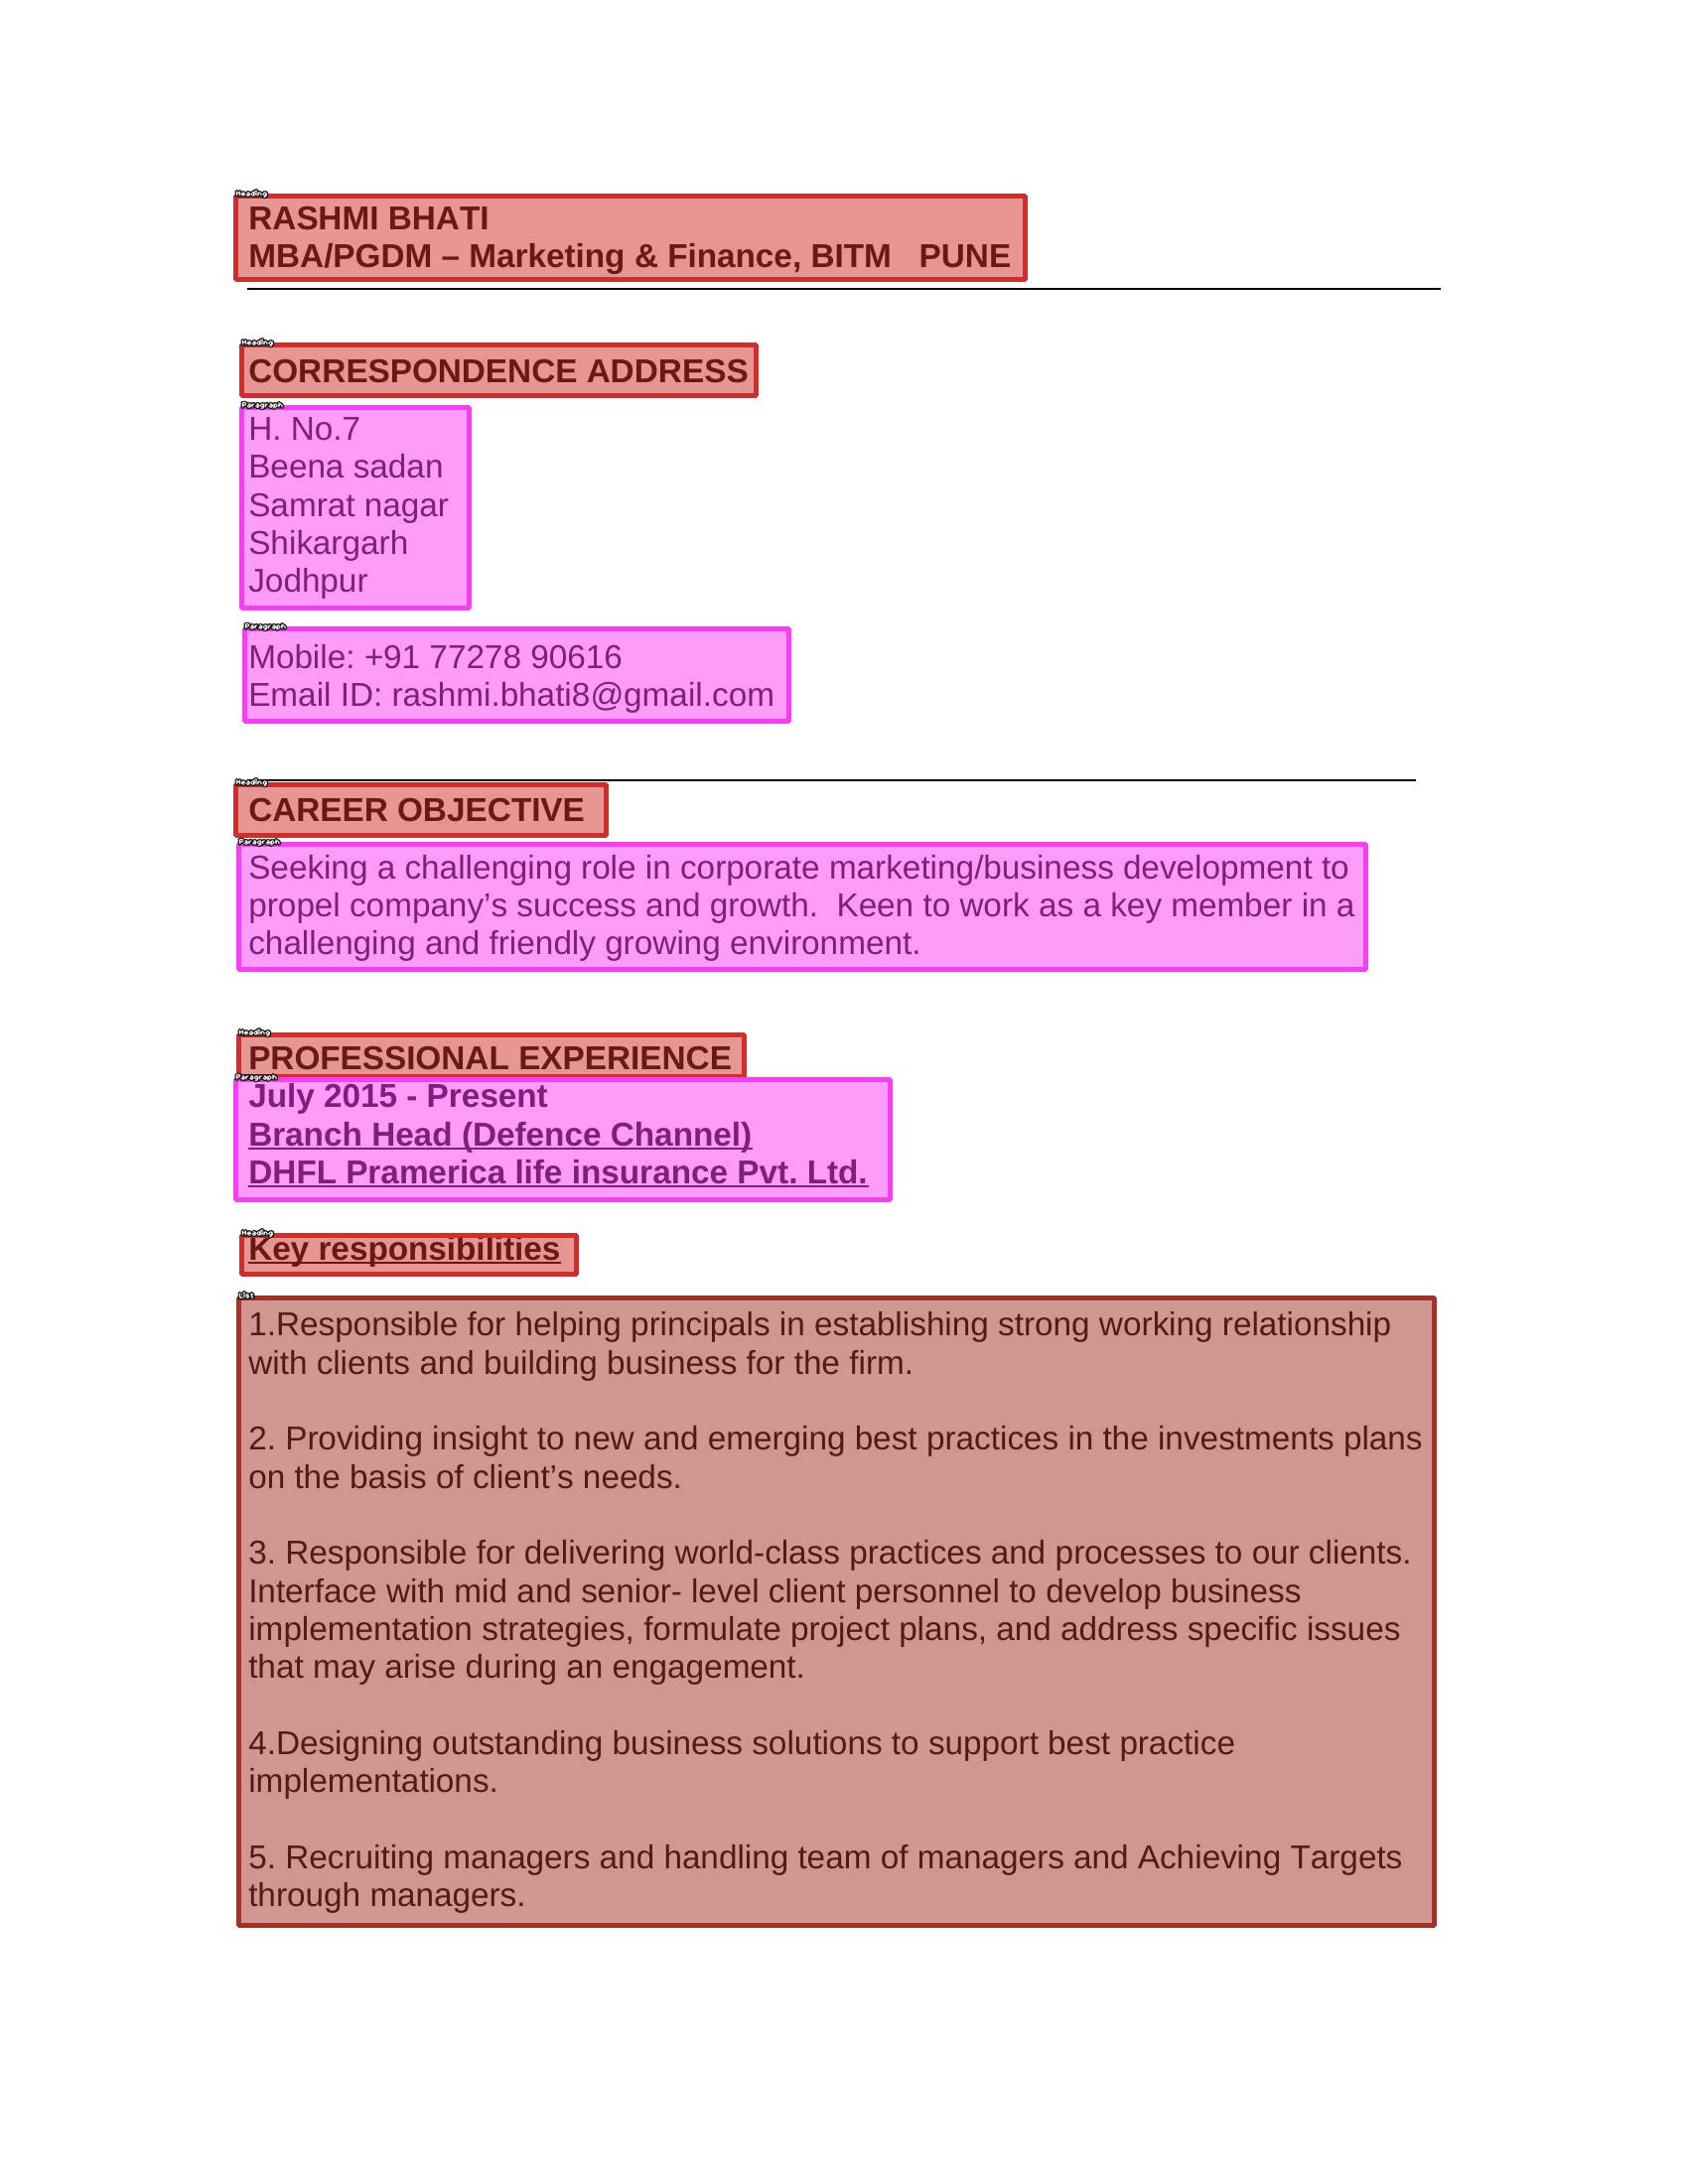 Heading
RASHMI BHATI
MBA/PGDM – Marketing & Finance, BITM   PUNE
Heading
CORRESPONDENCE ADDRESS
Paragraph
H. No.7
Beena sadan
Samrat nagar
Shikargarh
Jodhpur
Paragraph
Mobile: +91 77278 90616
Email ID: rashmi.bhati8@gmail.com
Heading
CAREER OBJECTIVE
Paragraph
Seeking a challenging role in corporate marketing/business development to
propel company’s success and growth.  Keen to work as a key member in a
challenging and friendly growing environment.
Heading
PROFESSIONAL EXPERIENCE
Paragraph
July 2015 - Present
Branch Head (Defence Channel)
DHFL Pramerica life insurance Pvt. Ltd.
Heading
Key responsibilities
List
1.Responsible for helping principals in establishing strong working relationship
with clients and building business for the firm.
2. Providing insight to new and emerging best practices in the investments plans
on the basis of client’s needs.
3. Responsible for delivering world-class practices and processes to our clients.
Interface with mid and senior- level client personnel to develop business
implementation strategies, formulate project plans, and address specific issues
that may arise during an engagement.
4.Designing outstanding business solutions to support best practice
implementations.
5. Recruiting managers and handling team of managers and Achieving Targets
through managers.